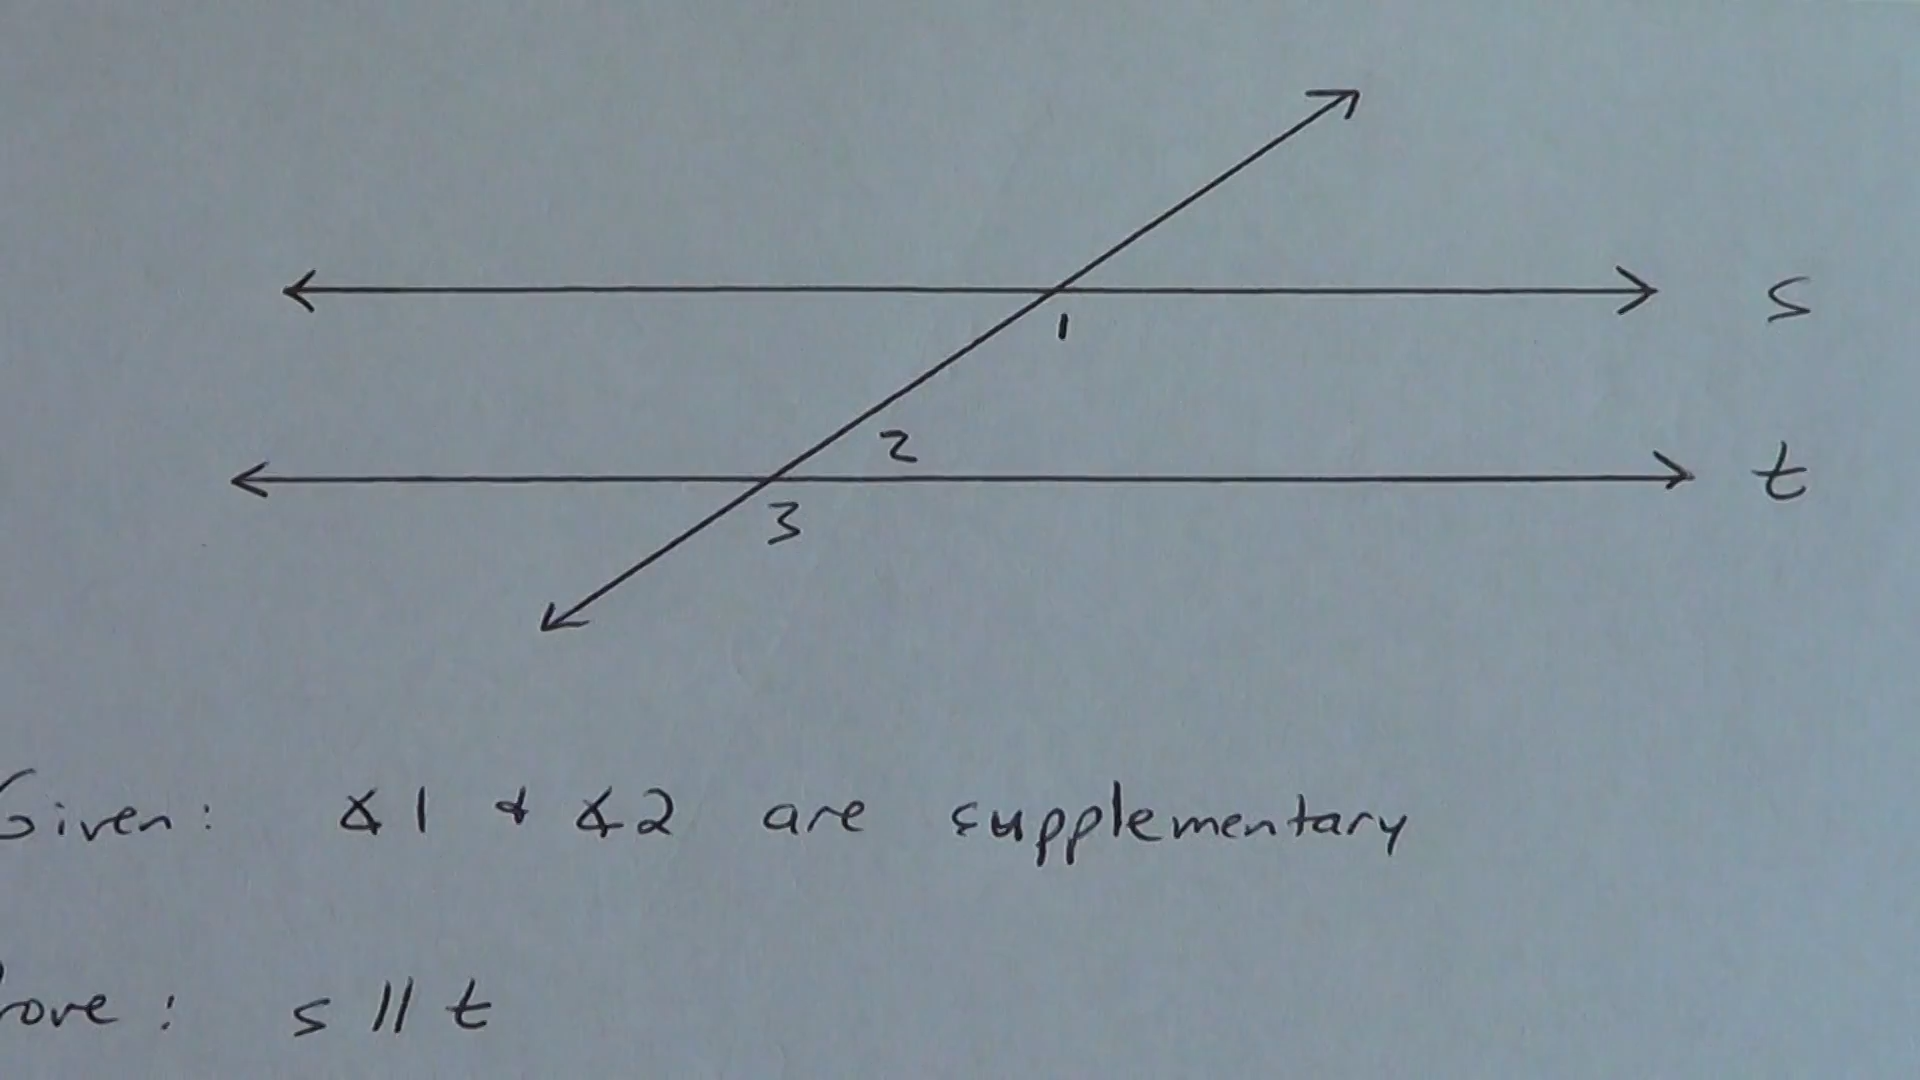 s
1
2
t
3
Given: ∡1 + ∡2 are supplementary
rove: s || t